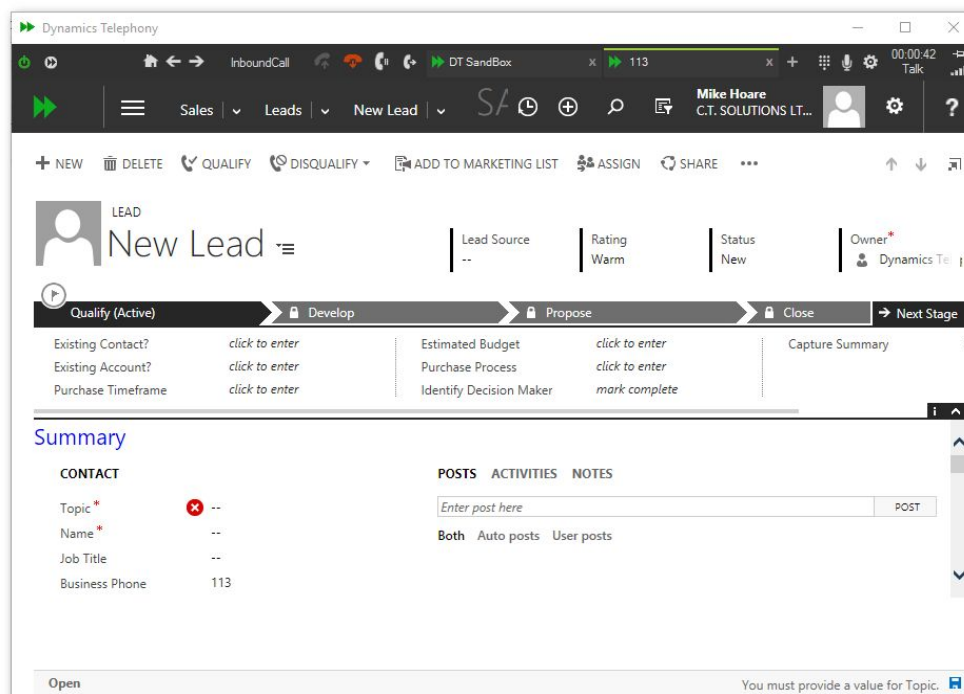 Dynamics Telephony
InboundCall DT SandBox x 113 x + 00:00:42
Talk
Sales Leads New Lead SA Mike Hoare
C.T. SOLUTIONS LT... ?
NEW DELETE QUALIFY DISQUALIFY ADD TO MARKETING LIST ASSIGN SHARE ...
LEAD
New Lead
Lead Source Rating Status Owner*
-- Warm New Dynamics
Qualify (Active) Develop Propose Close Next Stage
Existing Contact? click to enter Estimated Budget click to enter Capture Summary
Existing Account? click to enter Purchase Process click to enter
Purchase Timeframe click to enter Identify Decision Maker mark complete
i
Summary
CONTACT POSTS ACTIVITIES NOTES
Topic* -- Enter post here POST
Name* -- Both Auto posts User posts
Job Title --
Business Phone 113
Open You must provide a value for Topic.